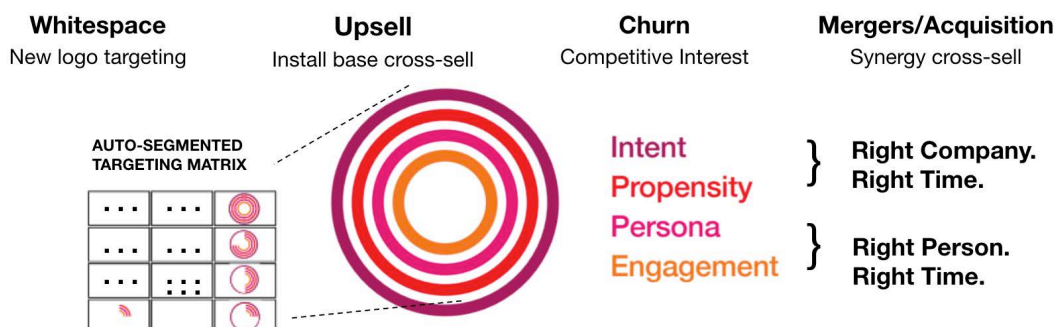 Whitespace
New logo targeting
Upsell
Install base cross-sell
Churn
Competitive Interest
Mergers/Acquisition
Synergy cross-sell
AUTO-SEGMENTED
TARGETING MATRIX
Intent
Propensity
Persona
Engagement
Right Company.
Right Time.
Right Person.
Right Time.